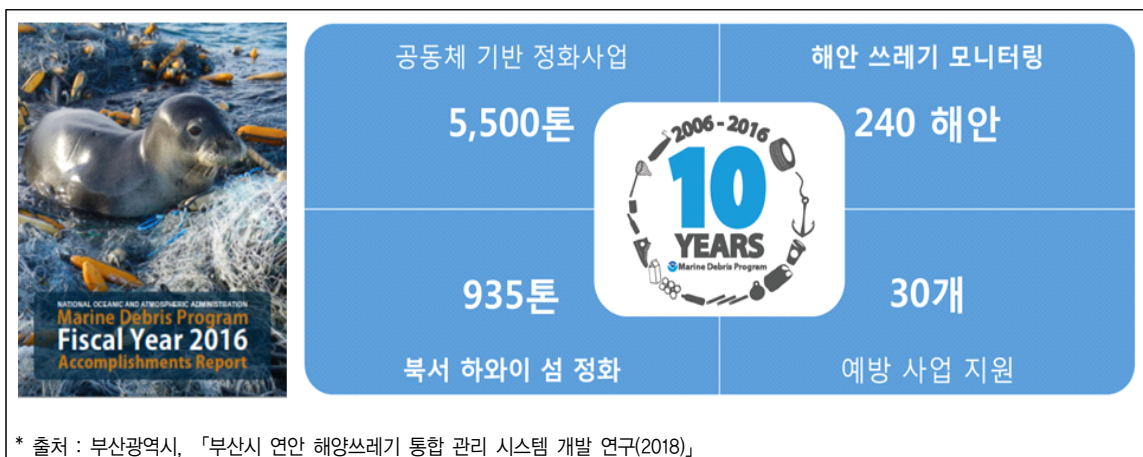 NATIONAL OCEANIC AND ATMOSPHERIC ADMINISTRATION
Marine Debris Program
Fiscal Year 2016
Accomplishments Report
공동체 기반 정화사업
5,500톤
해안 쓰레기 모니터링
240 해안
2006 - 2016
10
YEARS
Marine Debris Program
935톤
북서 하와이 섬 정화
30개
예방 사업 지원
* 출처 : 부산광역시, 「부산시 연안 해양쓰레기 통합 관리 시스템 개발 연구(2018)」